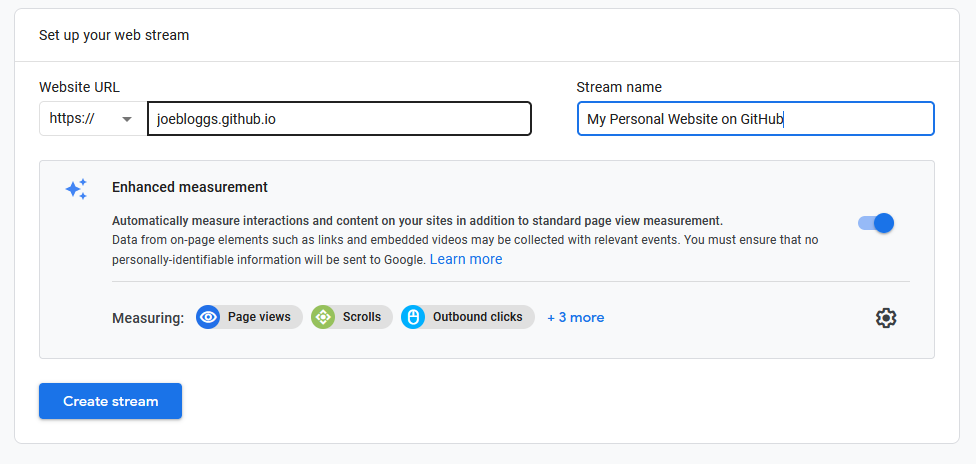 Set up your web stream
Website URL
Stream name
https://
joebloggs.github.io
My Personal Website on GitHub
Enhanced measurement
Automatically measure interactions and content on your sites in addition to standard page view measurement.
Data from on-page elements such as links and embedded videos may be collected with relevant events. You must ensure that no
personally-identifiable information will be sent to Google. Learn more
Measuring: Page views Scrolls Outbound clicks + 3 more
Create stream